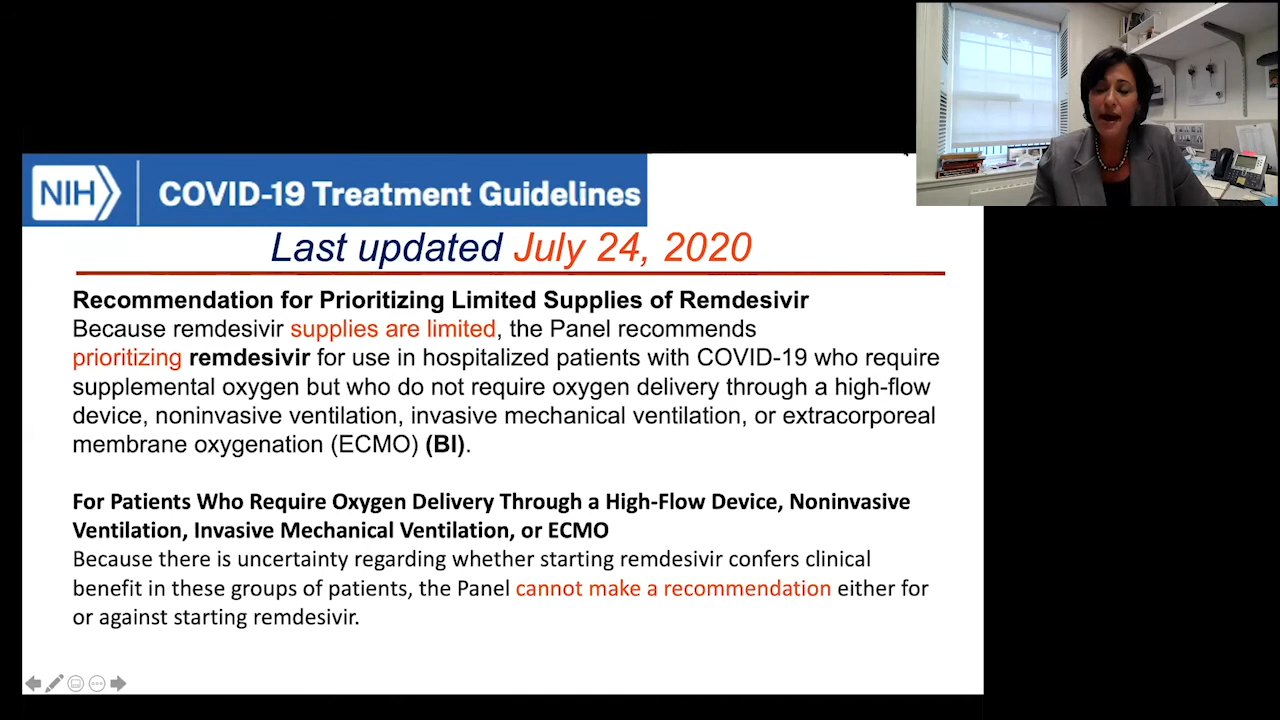 NIH
COVID-19 Treatment Guidelines
Last updated July 24, 2020
Recommendation for Prioritizing Limited Supplies of Remdesivir
Because remdesivir supplies are limited, the Panel recommends
prioritizing remdesivir for use in hospitalized patients with COVID-19 who require
supplemental oxygen but who do not require oxygen delivery through a high-flow
device, noninvasive ventilation, invasive mechanical ventilation, or extracorporeal
membrane oxygenation (ECMO) (BI).
For Patients Who Require Oxygen Delivery Through a High-Flow Device, Noninvasive
Ventilation, Invasive Mechanical Ventilation, or ECMO
Because there is uncertainty regarding whether starting remdesivir confers clinical
benefit in these groups of patients, the Panel cannot make a recommendation either for
or against starting remdesivir.